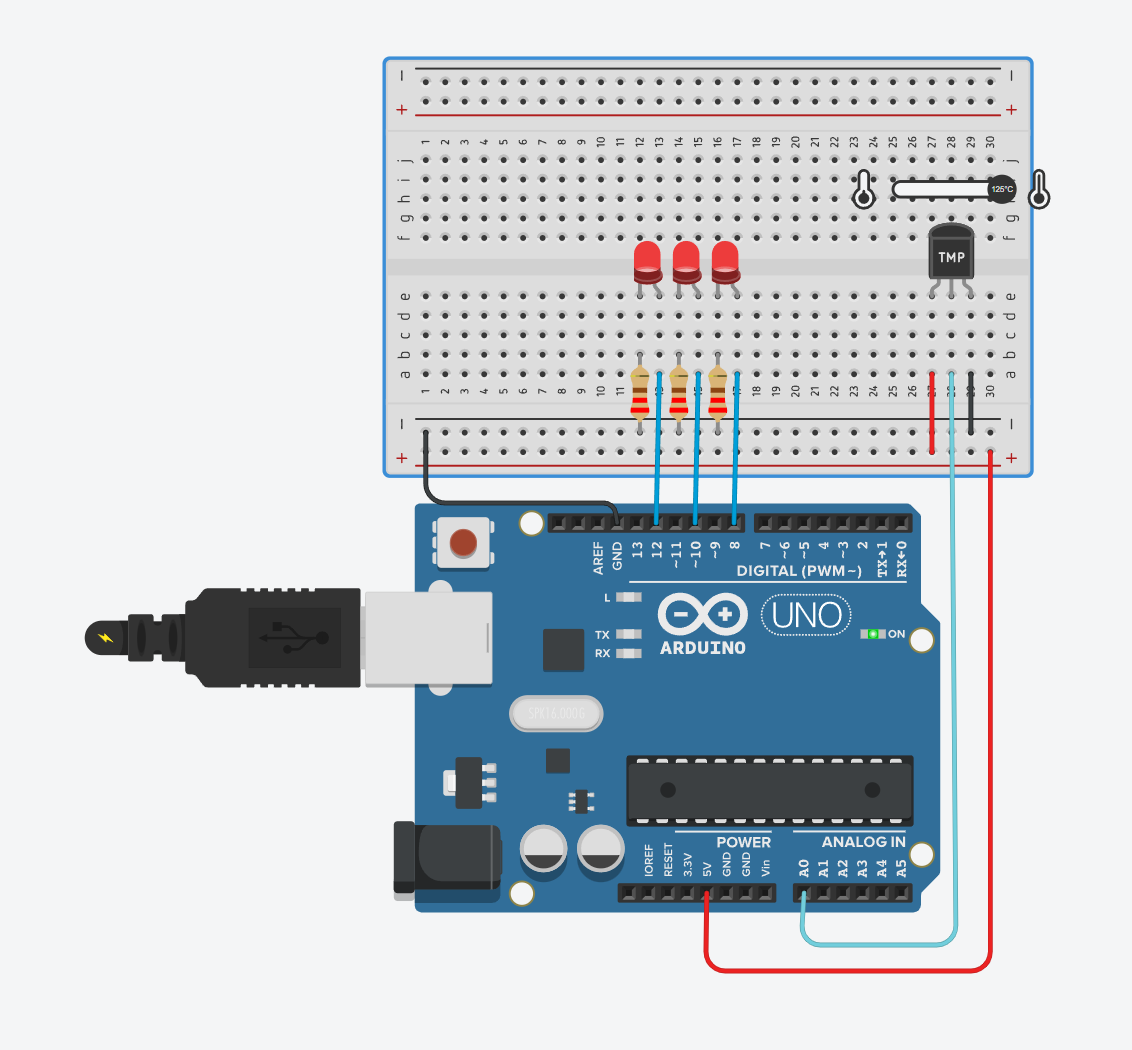 − −
+ +
1 2 3 4 5 6 7 8 9 10 11 12 13 14 15 16 17 18 19 20 21 22 23 24 25 26 27 28 29 30
j j
i
125°C
h h
g g
f f
TMP
e e
d d
c c
b b
a a
1 2 3 4 5 6 7 8 9 10 11 12 14 16 18 19 20 21 22 23 24 25 26 28 30
− −
+ +
AREF GND 13 12 ~11 ~10 ~9 8 7 ~6 ~5 4 ~3 2 TX→1 RX←0
DIGITAL (PWM~)
L
UNO
TX
RX
ARDUINO
ON
SPK16.000G
POWER ANALOG IN
IOREF RESET 3.3V 5V GND GND Vin A0 A1 A2 A3 A4 A5